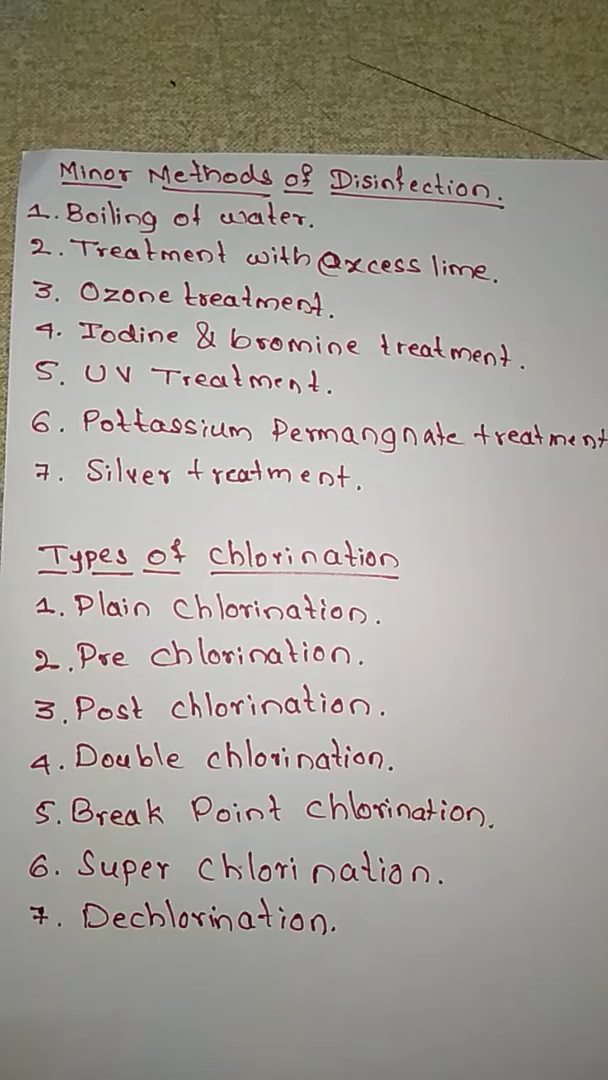 Minor Methods of Disinfection.
1. Boiling of water.
2. Treatment with excess lime.
3. Ozone treatment.
4. Iodine & bromine treatment.
5. UV Treatment.
6. Pottassium Permangnate treatment
7. Silver treatment.
Types of chlorination
1. Plain chlorination.
2. Pre chlorination.
3. Post chlorination.
4. Double chlorination.
5. Break Point chlorination.
6. Super chlorination.
7. Dechlorination.